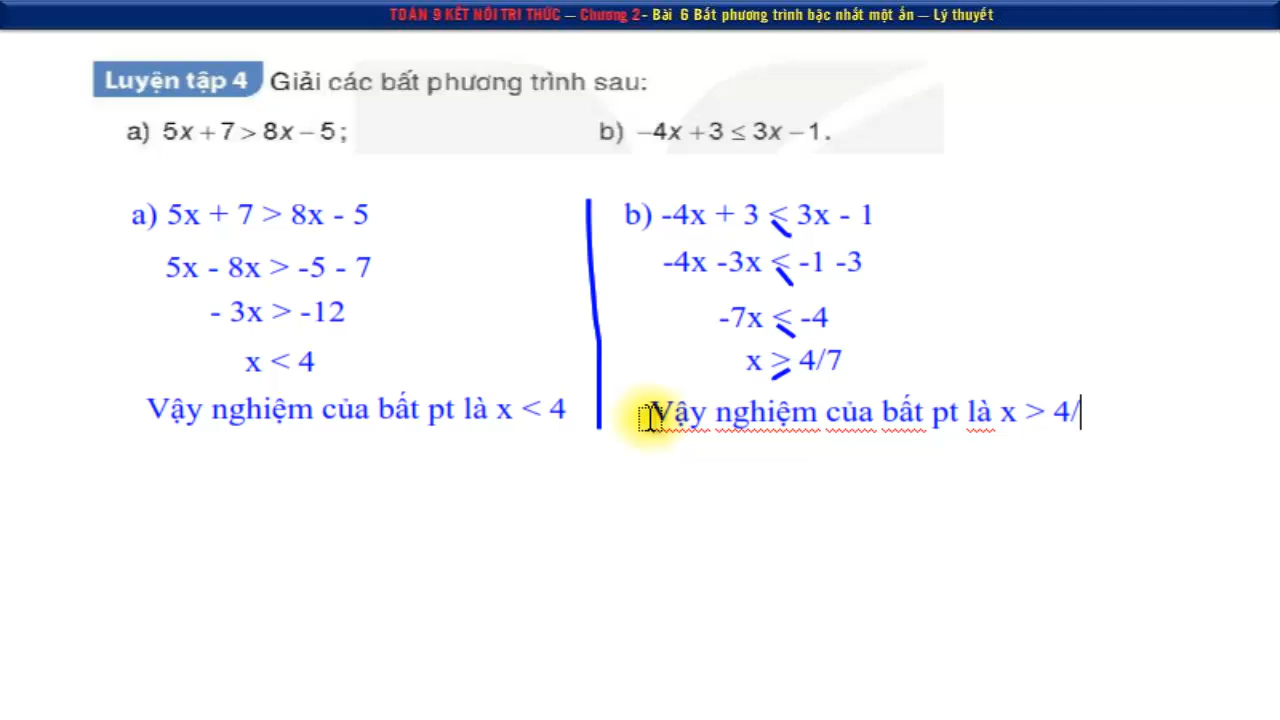 TOÁN 9 KẾT NỐI TRI THỨC – Chương 2- Bài 6 Bất phương trình bậc nhất một ẩn – Lý thuyết
Luyện tập 4 Giải các bất phương trình sau:
a) 5x + 7 > 8x – 5; b) –4x + 3 ≤ 3x – 1.
a) 5x + 7 > 8x - 5
5x - 8x > -5 - 7
- 3x > -12
x < 4
Vậy nghiệm của bất pt là x < 4
b) -4x + 3 ≤ 3x - 1
-4x -3x ≤ -1 -3
-7x ≤ -4
x ≥ 4/7
Vậy nghiệm của bất pt là x > 4/